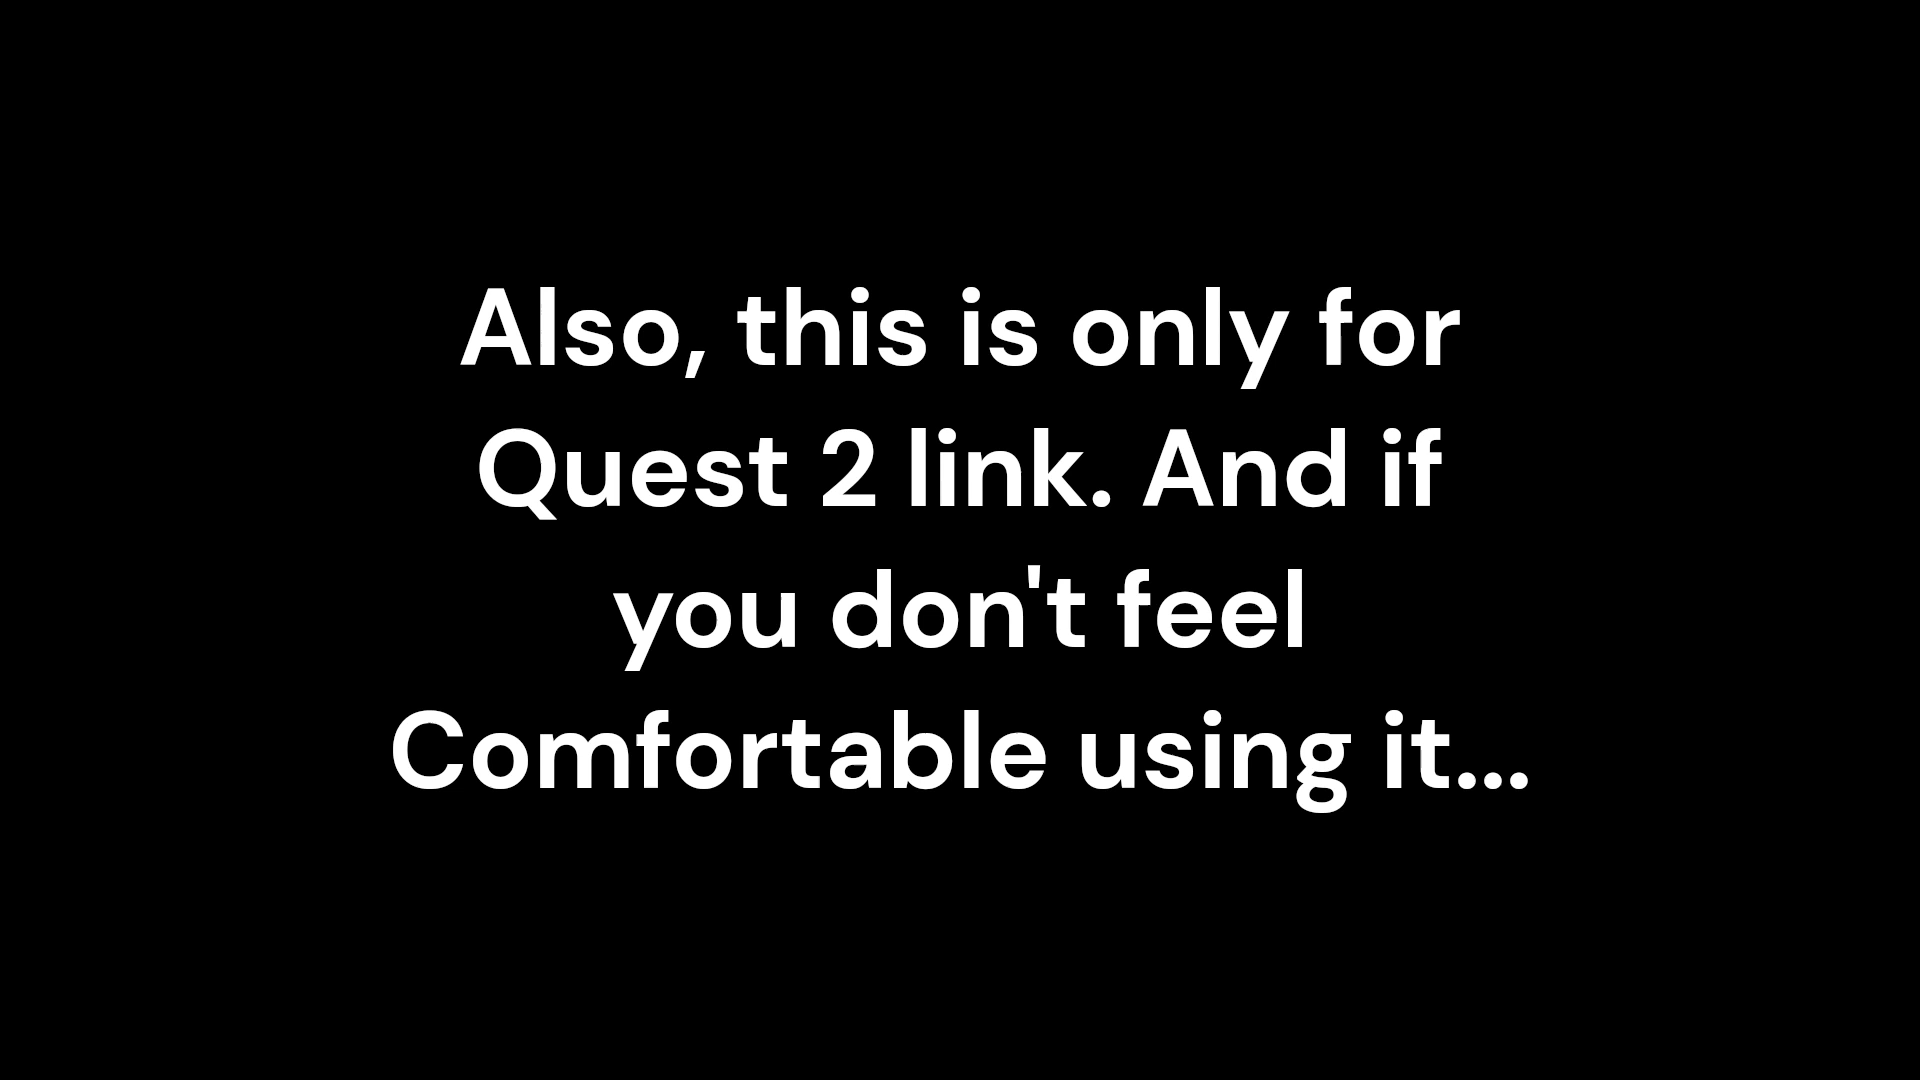 Also, this is only for
Quest 2 link. And if
you don't feel
Comfortable using it...